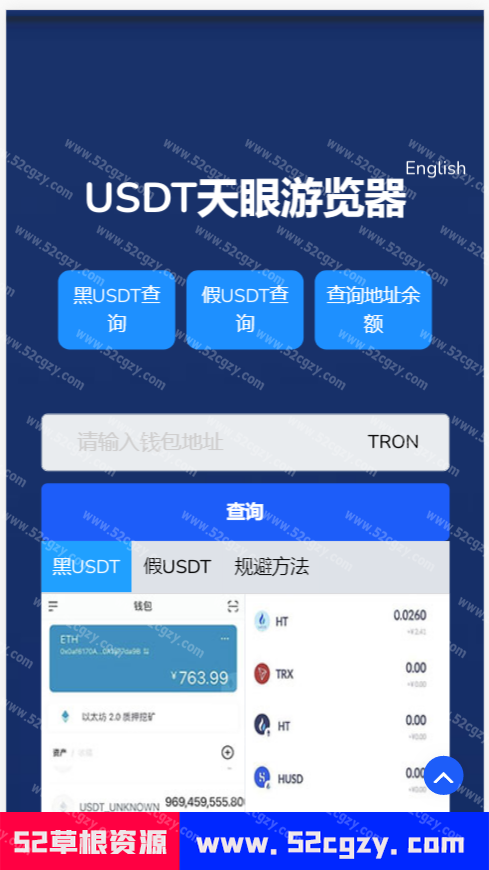 English
USDT天眼游览器
黑USDT查
询
假USDT查
询
查询地址余
额
请输入钱包地址
TRON
查询
黑USDT
假USDT
规避方法
钱包
ETH
¥763.99
以太坊 2.0 质押挖矿
资产
USDT_UNKNOWN
969,459,555.80
HT
0.0260
TRX
0.00
HT
0.00
HUSD
0.00
52草根资源
www.52cgzy.com